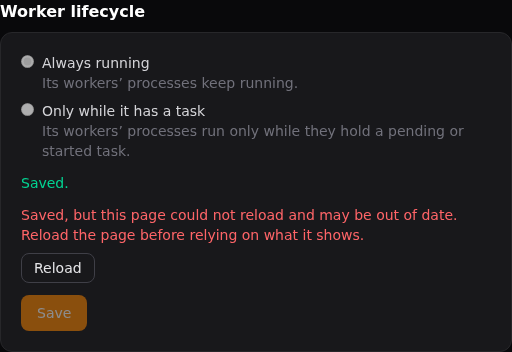 Worker lifecycle
Always running
Its workers’ processes keep running.
Only while it has a task
Its workers’ processes run only while they hold a pending or
started task.
Saved.
Saved, but this page could not reload and may be out of date.
Reload the page before relying on what it shows.
Reload
Save